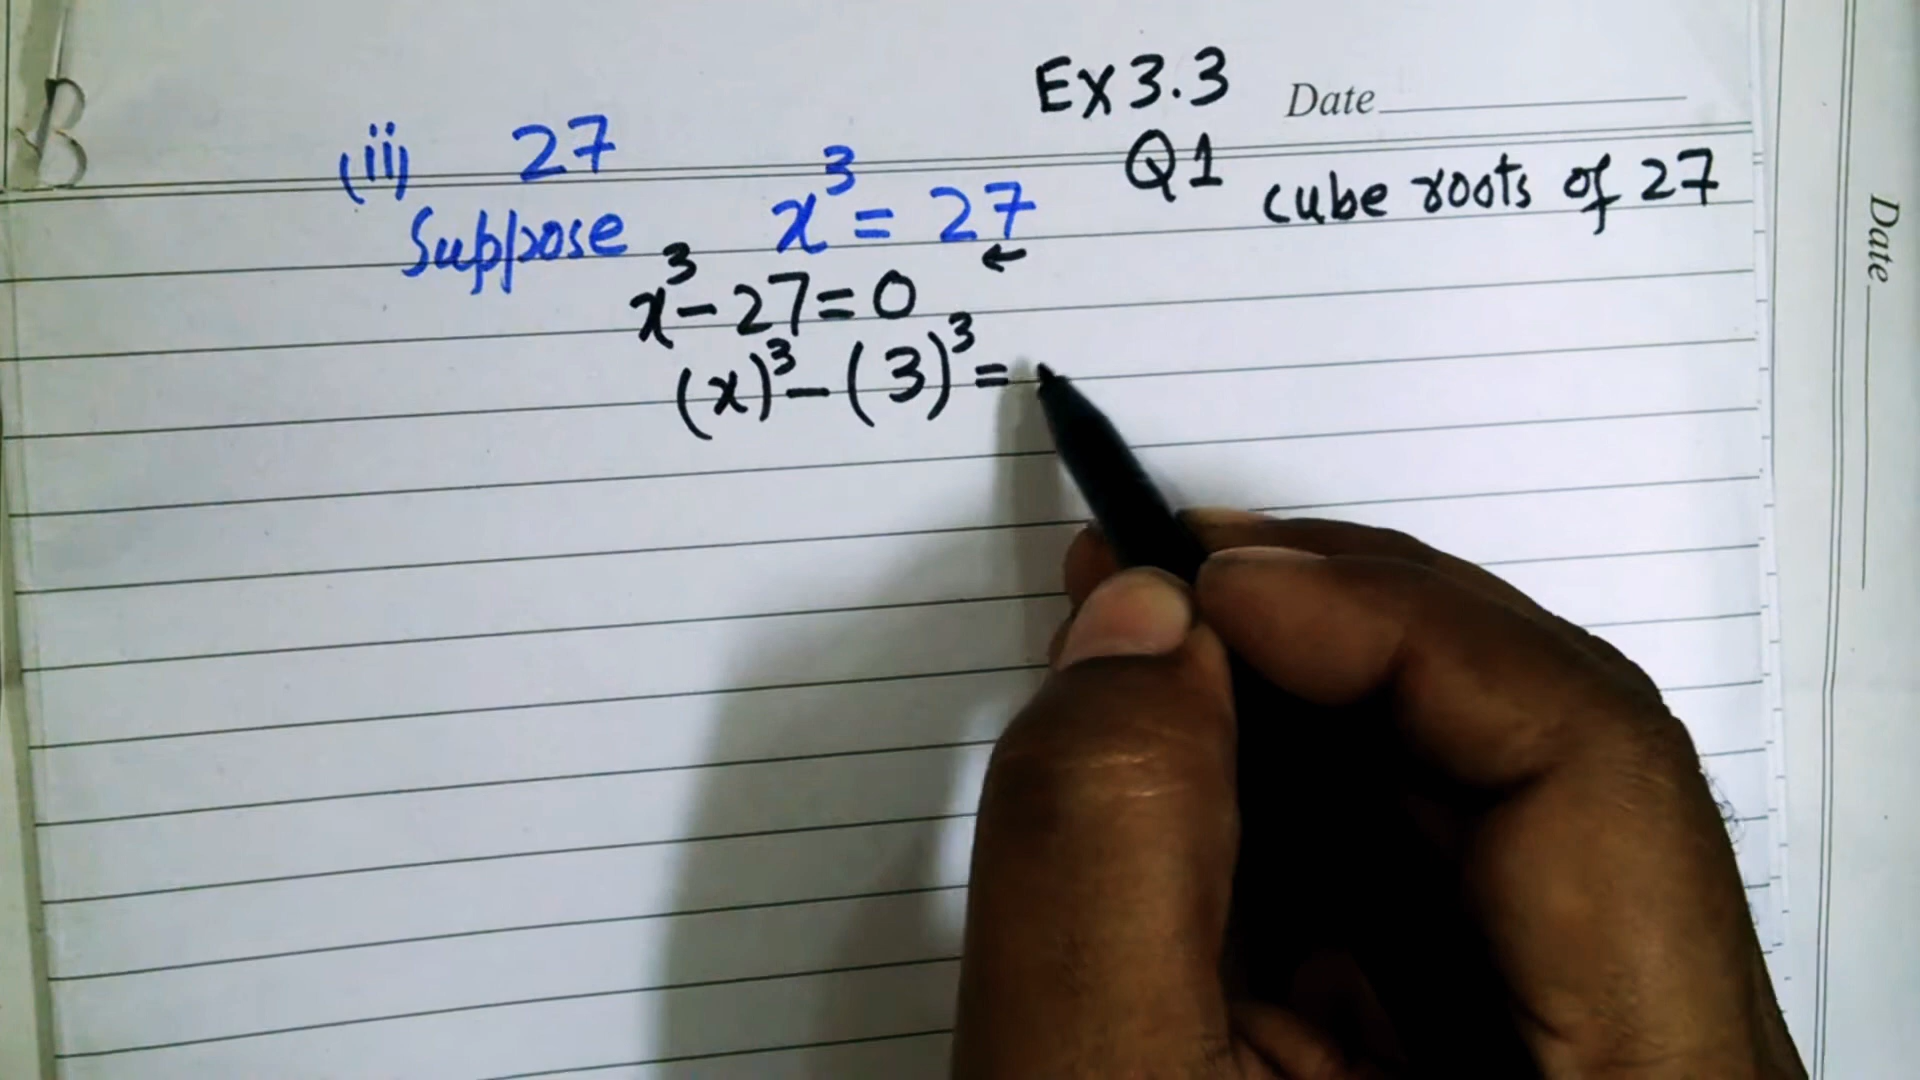 Ex 3.3
Date
(ii) 27
Q1 cube roots of 27
Suppose x³ = 27
←
x³ - 27 = 0
(x)³ - (3)³ =
Date
B